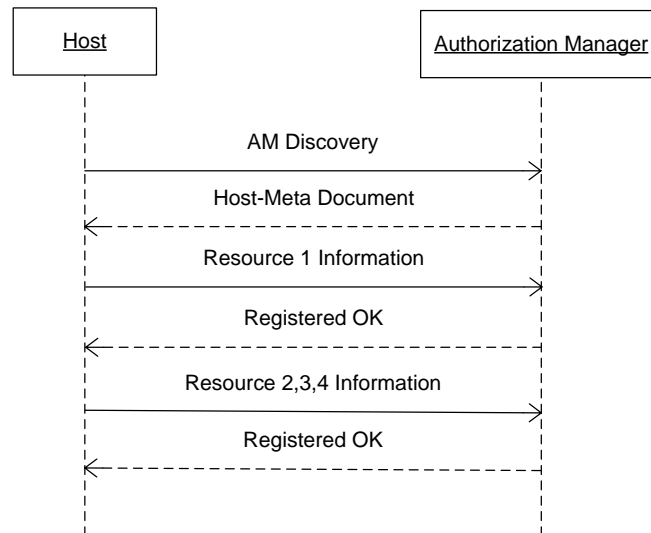 Host
Authorization Manager
AM Discovery
Host-Meta Document
Resource 1 Information
Registered OK
Resource 2,3,4 Information
Registered OK